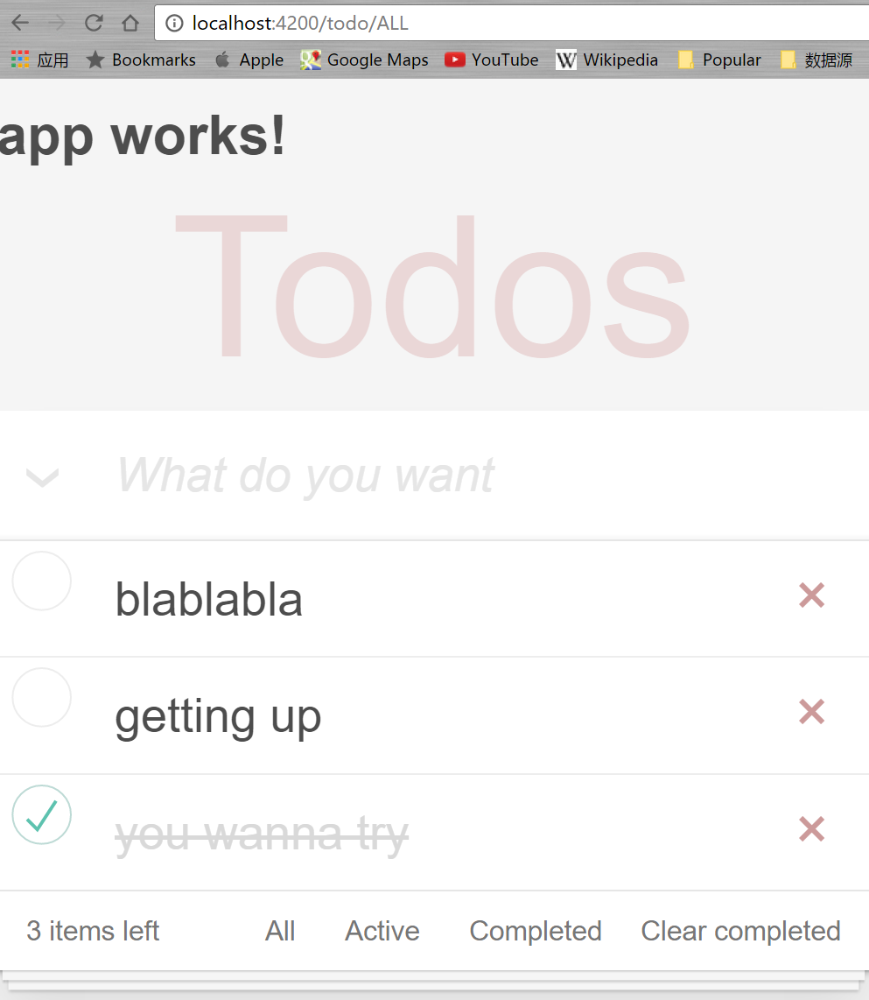 localhost:4200/todo/ALL
应用 Bookmarks Apple Google Maps YouTube W Wikipedia Popular 数据源
app works!
Todos
What do you want
blablabla
getting up
you wanna try
3 items left All Active Completed Clear completed